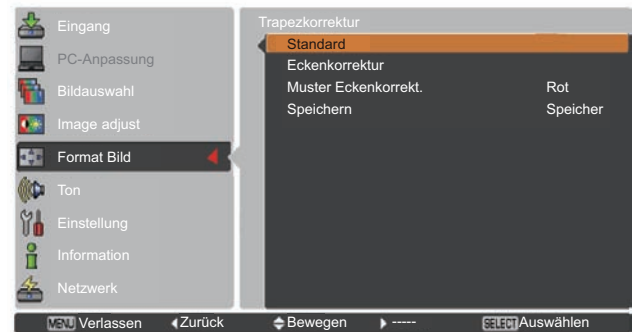 Eingang
PC-Anpassung
Bildauswahl
Image adjust
Format Bild
Ton
Einstellung
Information
Netzwerk
Trapezkorrektur
Standard
Eckenkorrektur
Muster Eckenkorrekt. Rot
Speichern Speicher
MENU Verlassen Zurück Bewegen ----- SELECT Auswählen